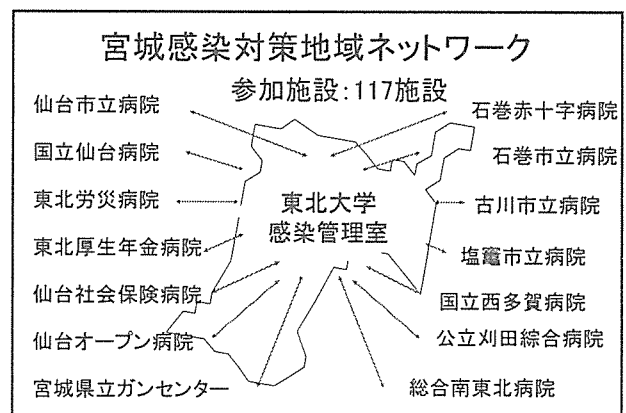 宮城感染対策地域ネットワーク
参加施設:117施設
仙台市立病院
国立仙台病院
東北労災病院
東北厚生年金病院
仙台社会保険病院
仙台オープン病院
宮城県立ガンセンター
東北大学
感染管理室
石巻赤十字病院
石巻市立病院
古川市立病院
塩竈市立病院
国立西多賀病院
公立刈田綜合病院
総合南東北病院